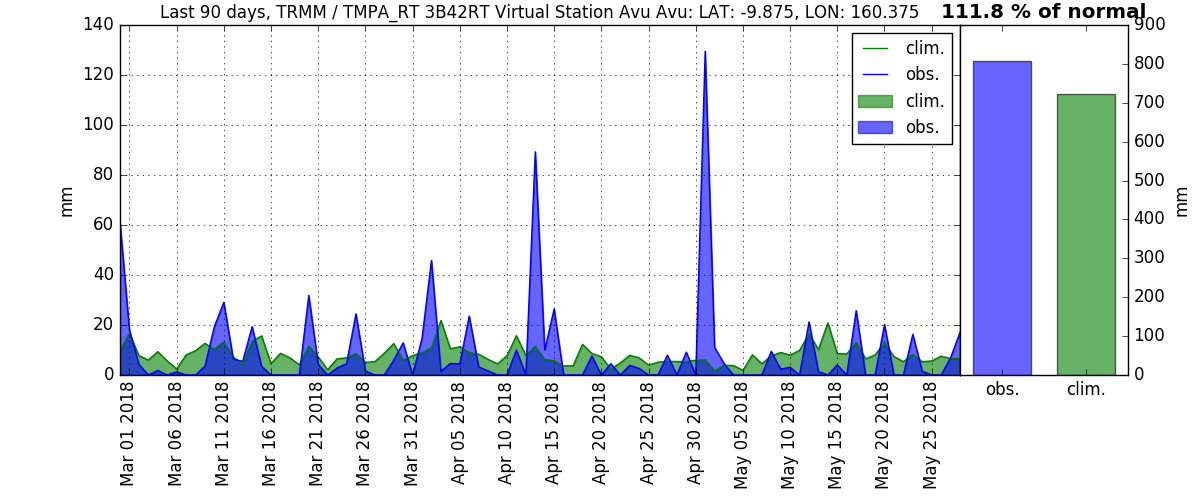 Last 90 days, TRMM / TMPA_RT 3B42RT Virtual Station Avu Avu: LAT: -9.875, LON: 160.375
111.8 % of normal
140
120
100
80
60
40
20
0
mm
clim.
obs.
clim.
obs.
Mar 01 2018
Mar 06 2018
Mar 11 2018
Mar 16 2018
Mar 21 2018
Mar 26 2018
Mar 31 2018
Apr 05 2018
Apr 10 2018
Apr 15 2018
Apr 20 2018
Apr 25 2018
Apr 30 2018
May 05 2018
May 10 2018
May 15 2018
May 20 2018
May 25 2018
900
800
700
600
500
400
300
200
100
0
mm
obs.
clim.